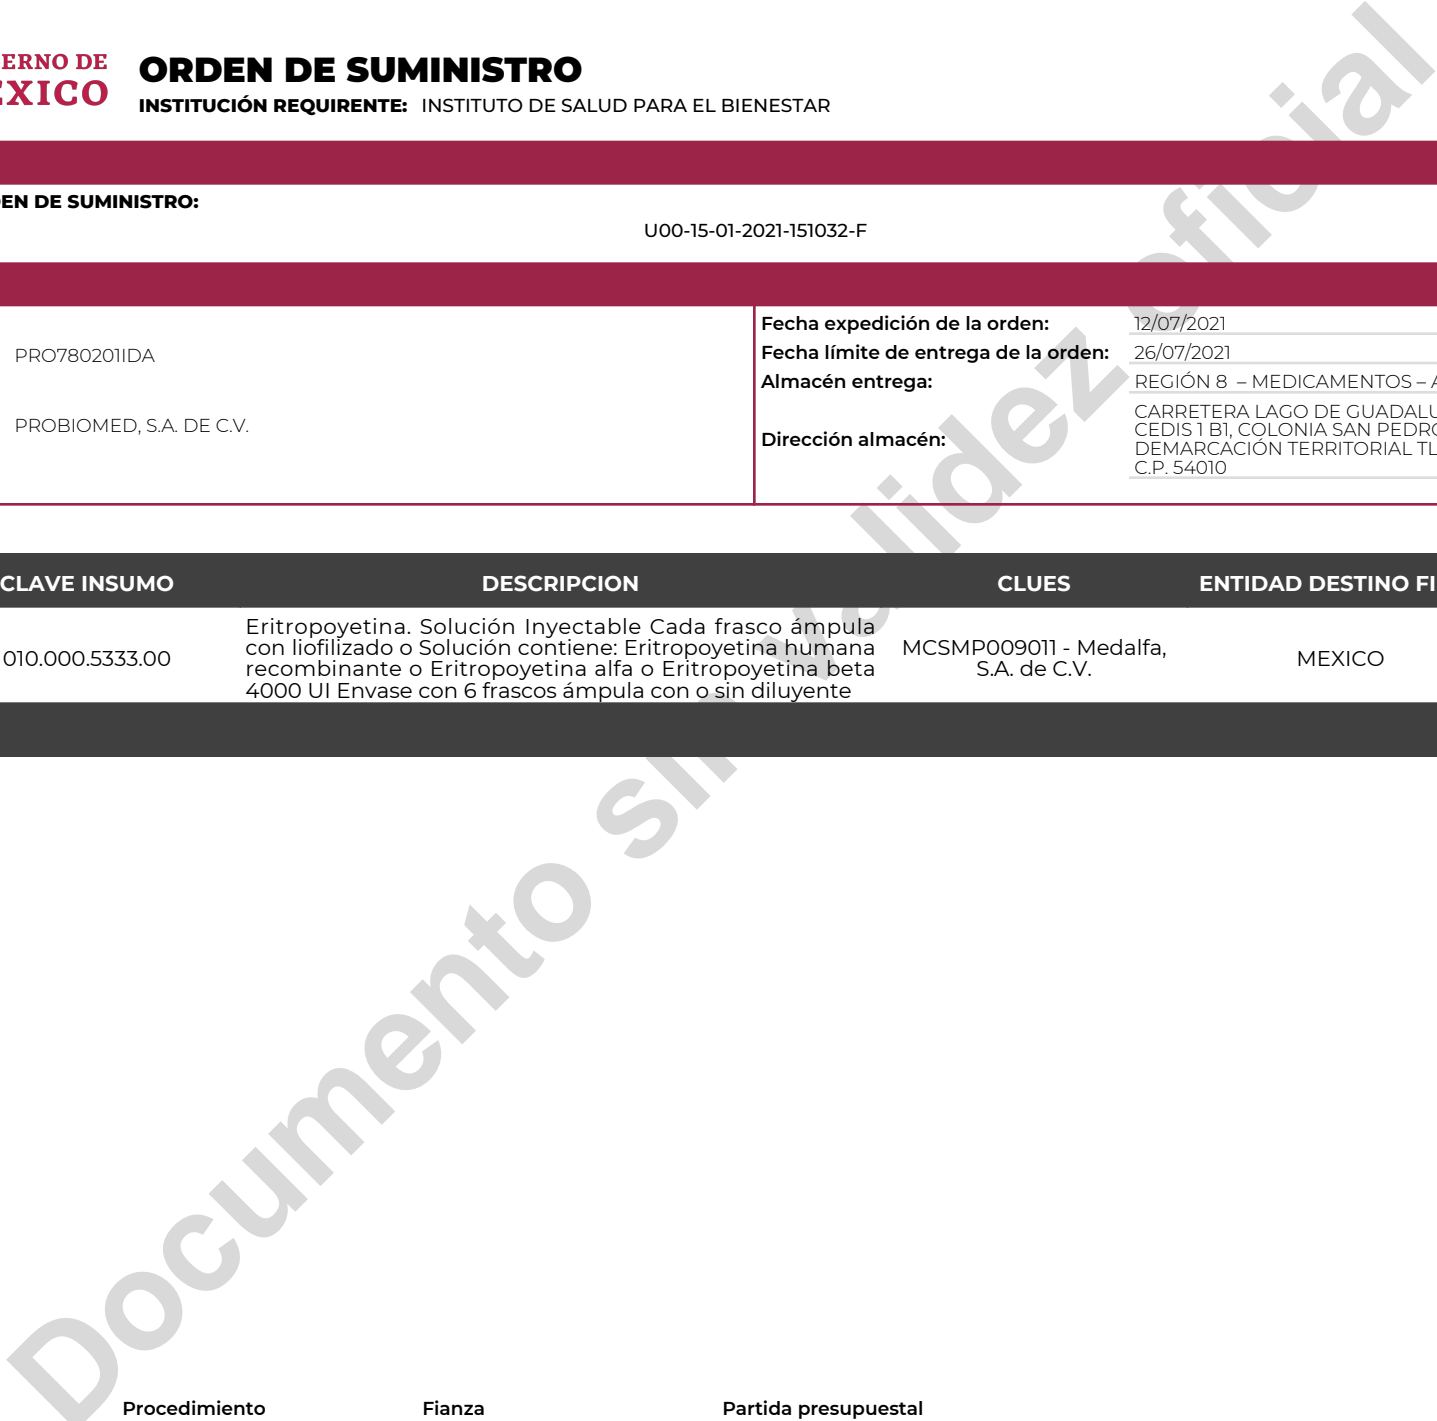 ERNO DE
ÉXICO
ORDEN DE SUMINISTRO
INSTITUCIÓN REQUIRENTE: INSTITUTO DE SALUD PARA EL BIENESTAR
EN DE SUMINISTRO:
U00-15-01-2021-151032-F
PRO780201IDA
PROBIOMED, S.A. DE C.V.
Fecha expedición de la orden: 12/07/2021
Fecha límite de entrega de la orden: 26/07/2021
Almacén entrega: REGIÓN 8 – MEDICAMENTOS – A
Dirección almacén:
CARRETERA LAGO DE GUADALU
CEDIS 1 B1, COLONIA SAN PEDRO
DEMARCACIÓN TERRITORIAL TL
C.P. 54010
CLAVE INSUMO DESCRIPCION CLUES ENTIDAD DESTINO FI
010.000.5333.00
Eritropoyetina. Solución Inyectable Cada frasco ámpula
con liofilizado o Solución contiene: Eritropoyetina humana
recombinante o Eritropoyetina alfa o Eritropoyetina beta
4000 UI Envase con 6 frascos ámpula con o sin diluyente
MCSMP009011 - Medalfa,
S.A. de C.V.
MEXICO
Documento sin validez oficial
Procedimiento Fianza Partida presupuestal